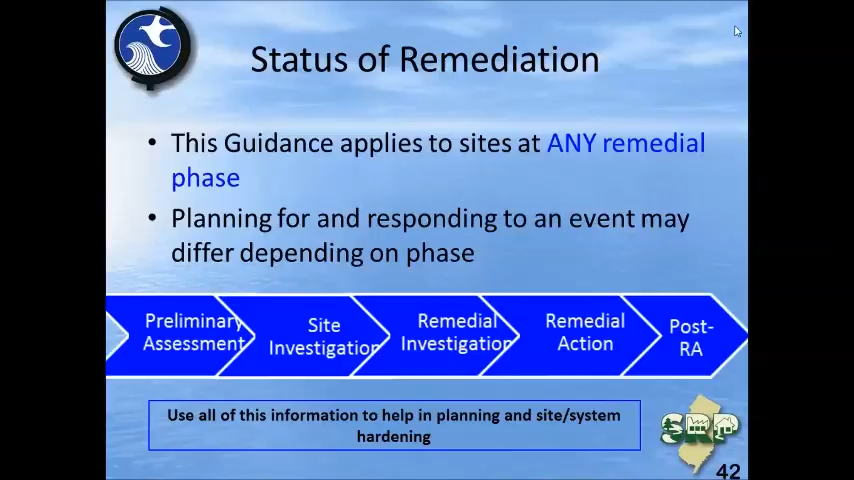 Status of Remediation
• This Guidance applies to sites at ANY remedial
phase
• Planning for and responding to an event may
differ depending on phase
Preliminary
Assessment
Site
Investigation
Remedial
Investigation
Remedial
Action
Post-
RA
Use all of this information to help in planning and site/system
hardening
SRP
42